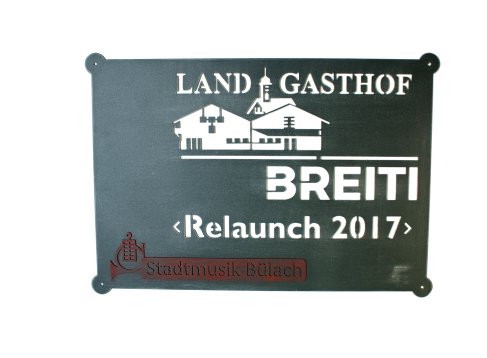 LAND GASTHOF
BREITI
<Relaunch 2017>
Stadtmusik Bülach